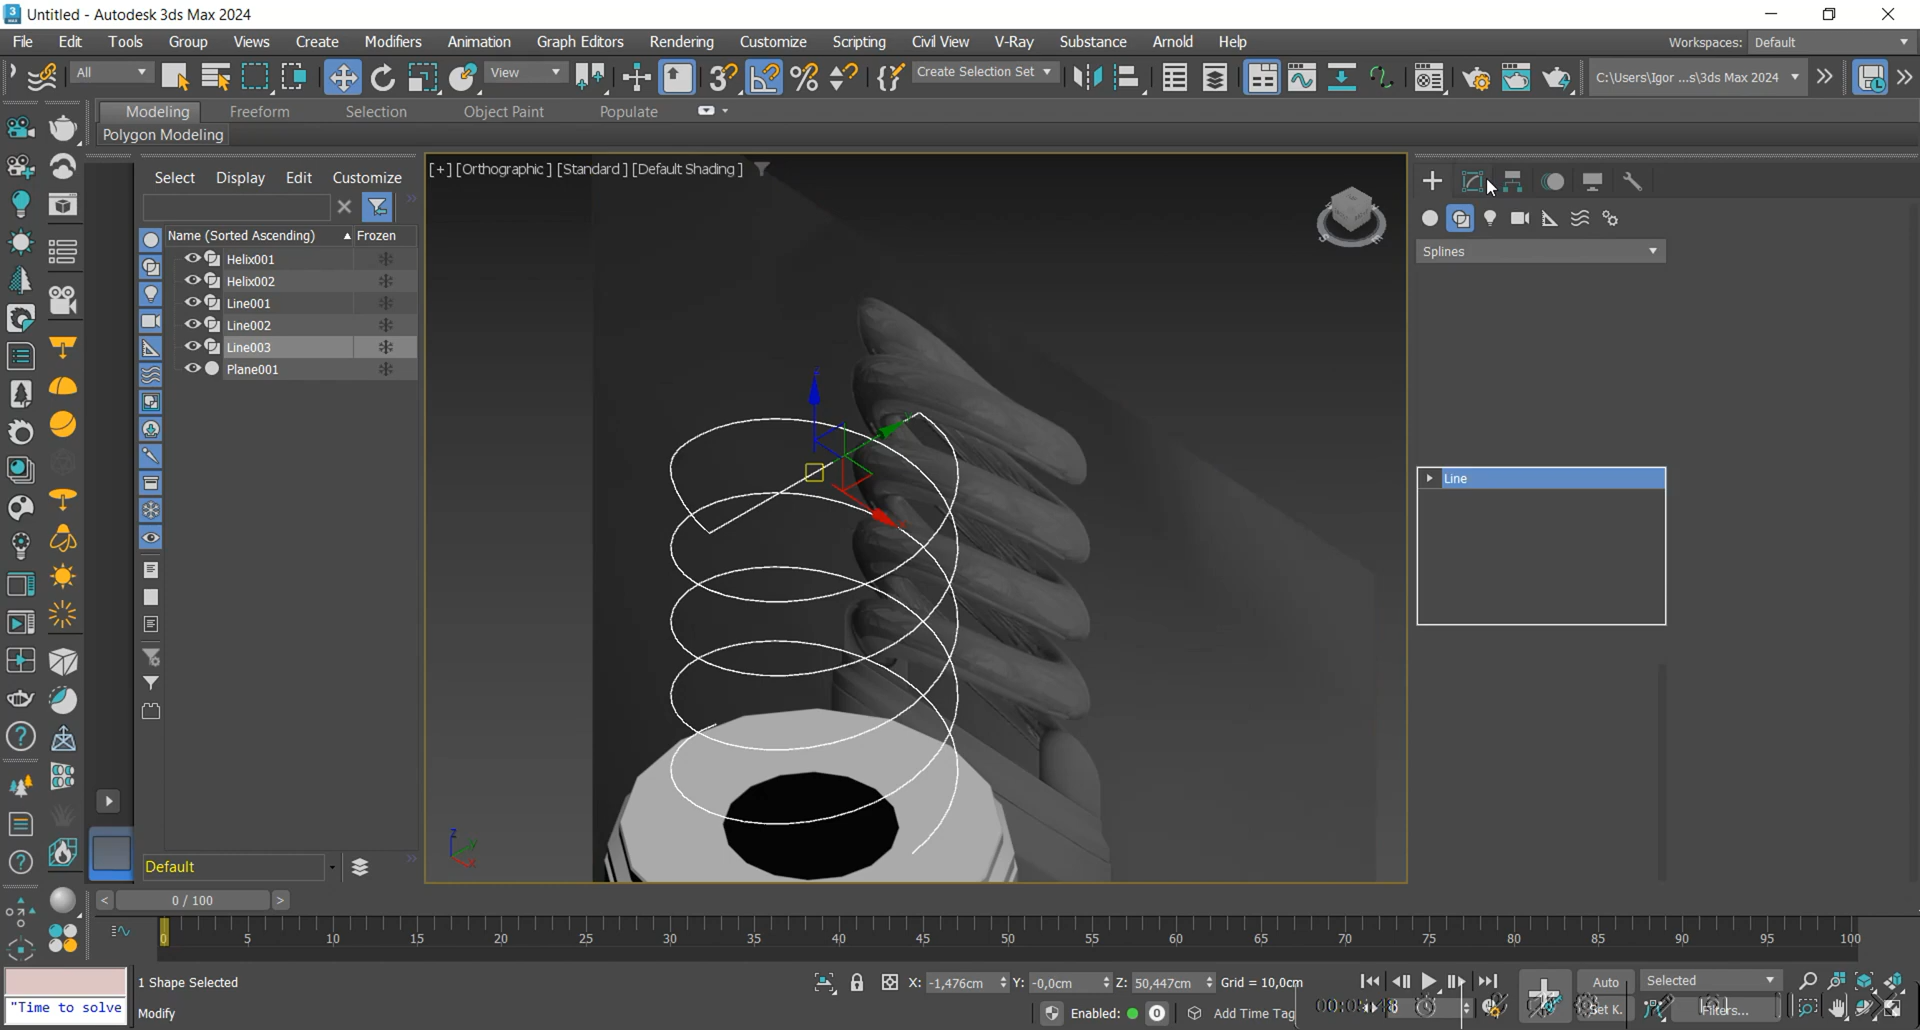 Untitled - Autodesk 3ds Max 2024
File Edit Tools Group Views Create Modifiers Animation Graph Editors Rendering Customize Scripting Civil View V-Ray Substance Arnold Help Workspaces: Default
All View Create Selection Set C:\Users\Igor ...s\3ds Max 2024
Modeling Freeform Selection Object Paint Populate
Polygon Modeling
Select Display Edit Customize
[+] [Orthographic ] [Standard ] [Default Shading ]
Name (Sorted Ascending) Frozen
Splines
Helix001
Helix002
Line001
Line002
Line003
Plane001
Line
Default
0 / 100
0 5 10 15 20 25 30 35 40 45 50 55 60 65 70 75 80 85 90 95 100
1 Shape Selected X: -1,476cm Y: -0,0cm Z: 50,447cm Grid = 10,0cm Auto Selected
"Time to solve Modify Enabled: 0 Add Time Tag Filters...